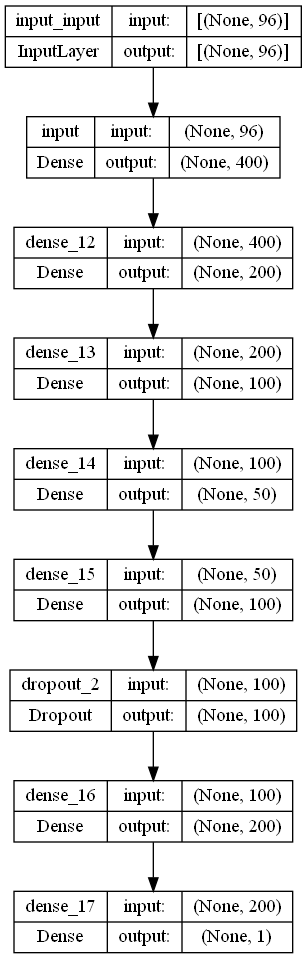 input_input input: [(None, 96)]
InputLayer output: [(None, 96)]
input input: (None, 96)
Dense output: (None, 400)
dense_12 input: (None, 400)
Dense output: (None, 200)
dense_13 input: (None, 200)
Dense output: (None, 100)
dense_14 input: (None, 100)
Dense output: (None, 50)
dense_15 input: (None, 50)
Dense output: (None, 100)
dropout_2 input: (None, 100)
Dropout output: (None, 100)
dense_16 input: (None, 100)
Dense output: (None, 200)
dense_17 input: (None, 200)
Dense output: (None, 1)